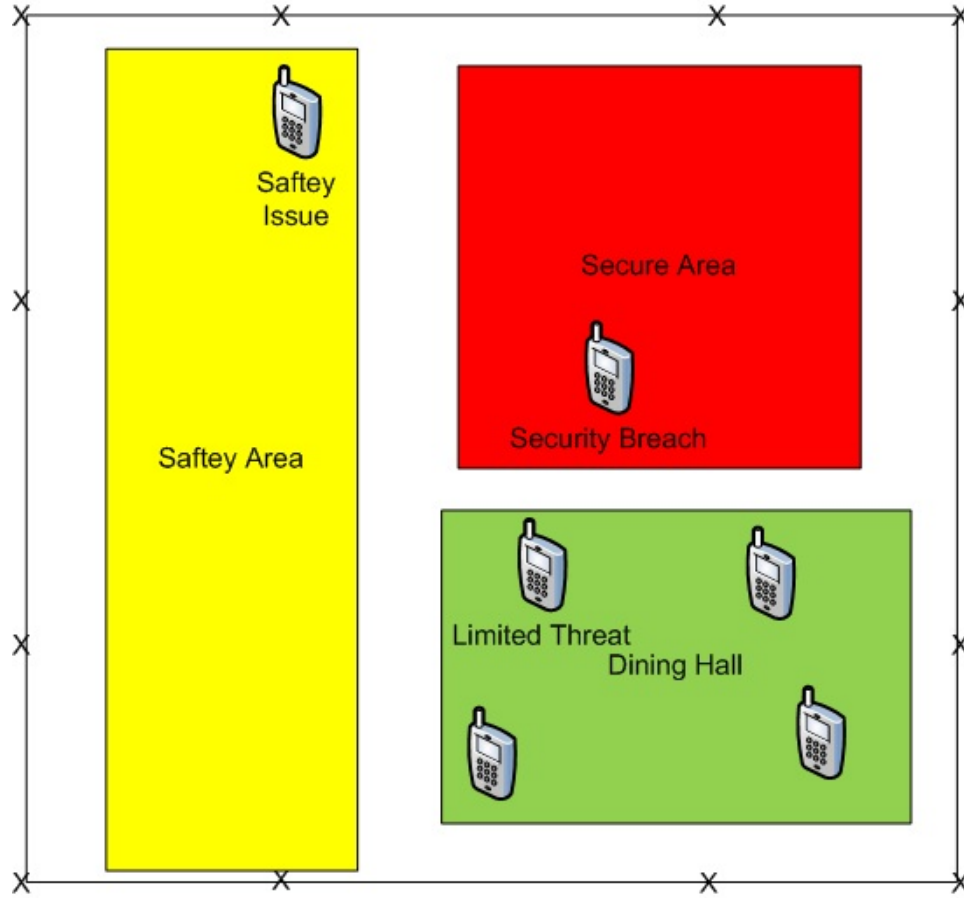 X X X X
Saftey
Issue
Secure Area
X X
Security Breach
Saftey Area
Limited Threat
X X
Dining Hall
X X X X